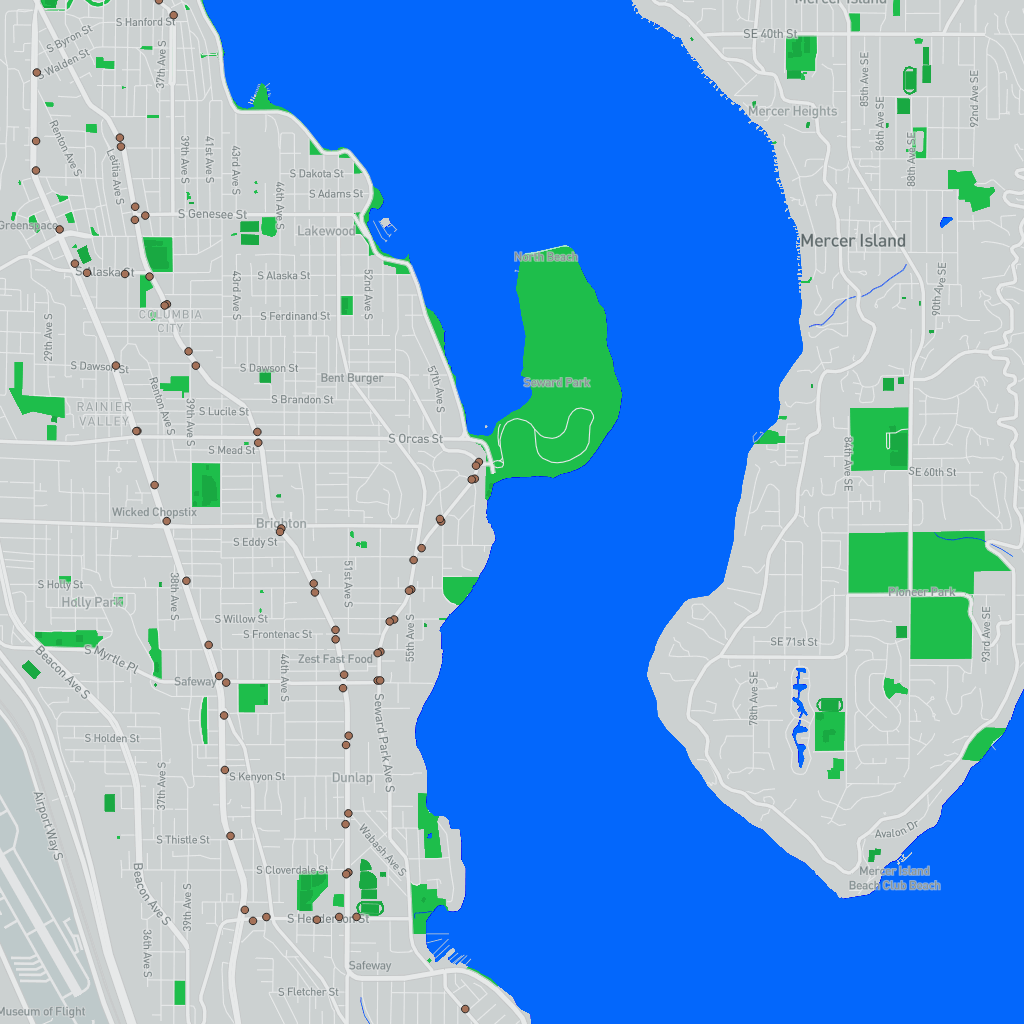 Mercer Island
S Hanford St
SE 40th St
S Byron St
37th Ave S
S Walden St
85th Ave SE
92nd Ave SE
Mercer Heights
86th Ave SE
Renton Ave S
39th Ave S
41st Ave S
43rd Ave S
88th Ave SE
Letitia Ave S
S Dakota St
46th Ave S
S Adams St
S Genesee St
Greenspace
Lakewood
Mercer Island
North Beach
S Alaska St
S Alaska St
43rd Ave S
52nd Ave S
90th Ave SE
COLUMBIA
CITY
S Ferdinand St
29th Ave S
S Dawson St
S Dawson St
Bent Burger
Seward Park
57th Ave S
Renton Ave S
S Brandon St
RAINIER
VALLEY
S Lucile St
39th Ave S
S Orcas St
S Mead St
84th Ave SE
SE 60th St
Wicked Chopstix
Brighton
S Eddy St
51st Ave S
S Holly St
38th Ave S
Pioneer Park
Holly Park
S Willow St
S Frontenac St
55th Ave S
93rd Ave SE
SE 71st St
Beacon Ave S
S Myrtle Pl
Zest Fast Food
46th Ave S
Safeway
78th Ave SE
Seward Park Ave S
S Holden St
37th Ave S
S Kenyon St
Dunlap
Airport Way S
S Thistle St
Wabash Ave S
Avalon Dr
S Cloverdale St
Mercer Island
Beach Club Beach
Beacon Ave S
39th Ave S
S Henderson St
36th Ave S
Safeway
S Fletcher St
Museum of Flight